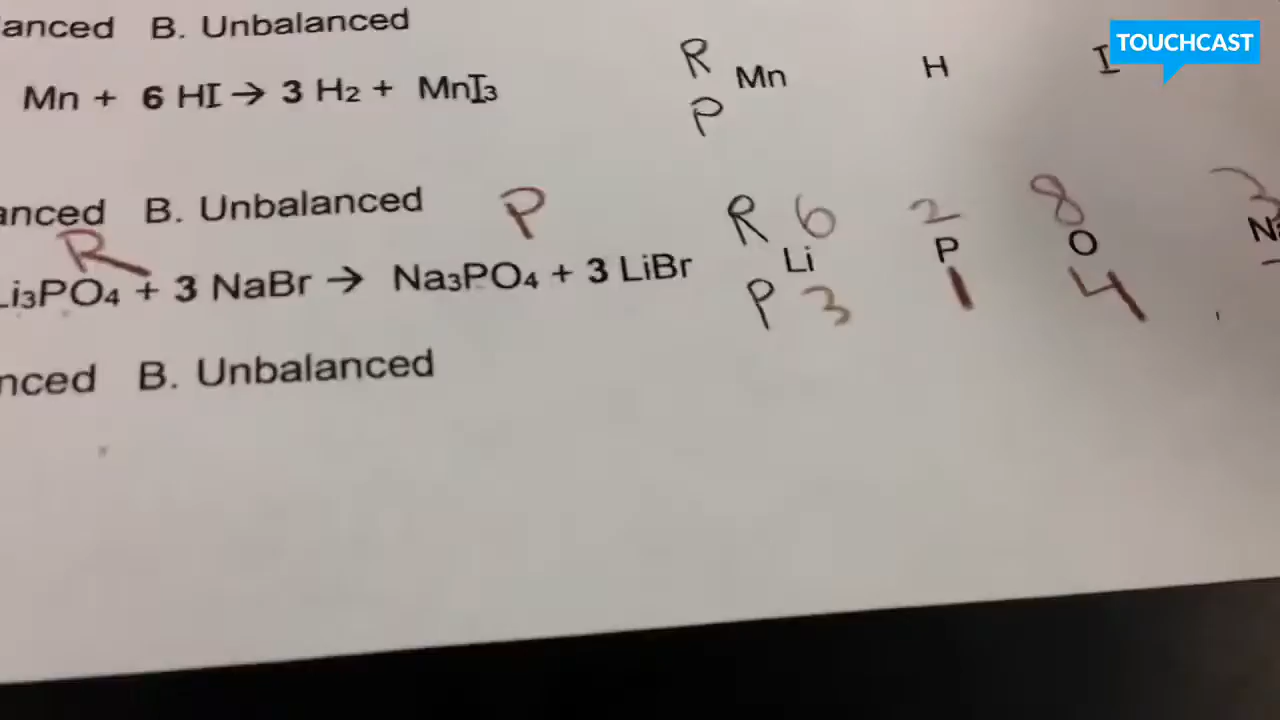 TOUCHCAST
anced B. Unbalanced
Mn + 6 HI → 3 H2 + MnI3
R
Mn H I
P
anced B. Unbalanced
R P
R 6 2 8
Li3PO4 + 3 NaBr → Na3PO4 + 3 LiBr
Li P O
P 3 1 4
nced B. Unbalanced